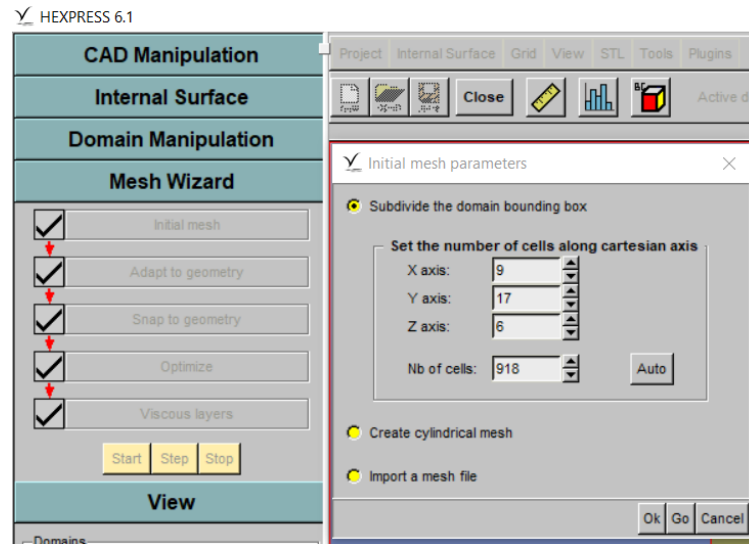 HEXPRESS 6.1
CAD Manipulation
Internal Surface
Domain Manipulation
Mesh Wizard
Initial mesh
Adapt to geometry
Snap to geometry
Optimize
Viscous layers
Start Step Stop
View
Domains
Project Internal Surface Grid View STL Tools Plugins
Close
BC
Active d
Initial mesh parameters
Subdivide the domain bounding box
Set the number of cells along cartesian axis
X axis: 9
Y axis: 17
Z axis: 6
Nb of cells: 918 Auto
Create cylindrical mesh
Import a mesh file
Ok Go Cancel